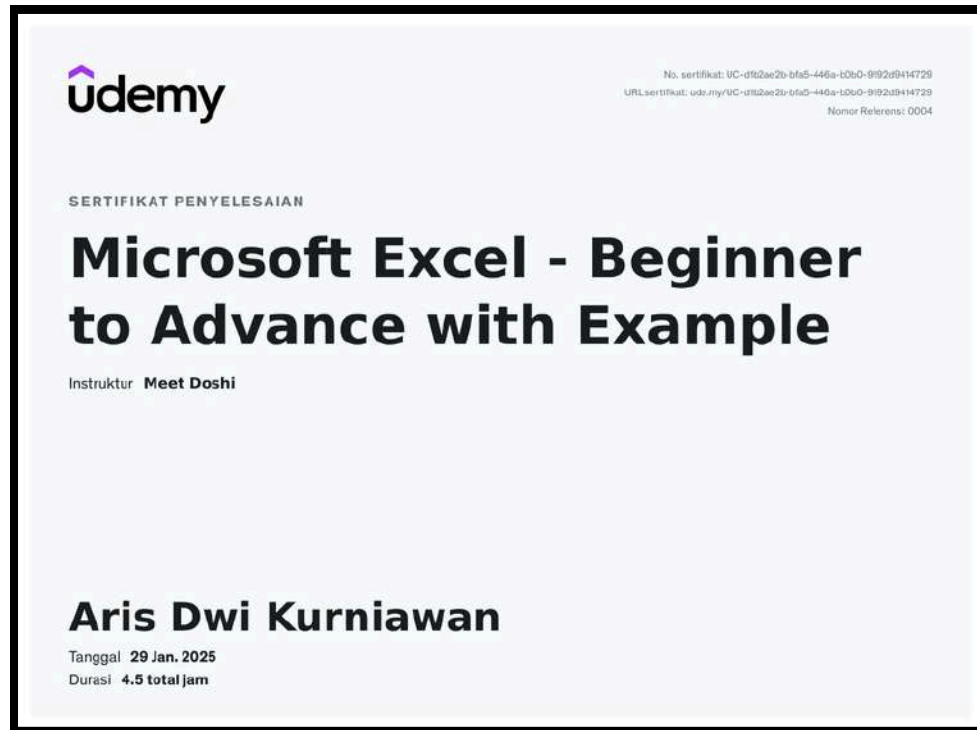 udemy
No. sertifikat:
URL sertifikat:
Nomor Referensi: 0004
SERTIFIKAT PENYELESAIAN
Microsoft Excel - Beginner
to Advance with Example
Instruktur Meet Doshi
Aris Dwi Kurniawan
Tanggal 29 Jan. 2025
Durasi 4.5 total jam